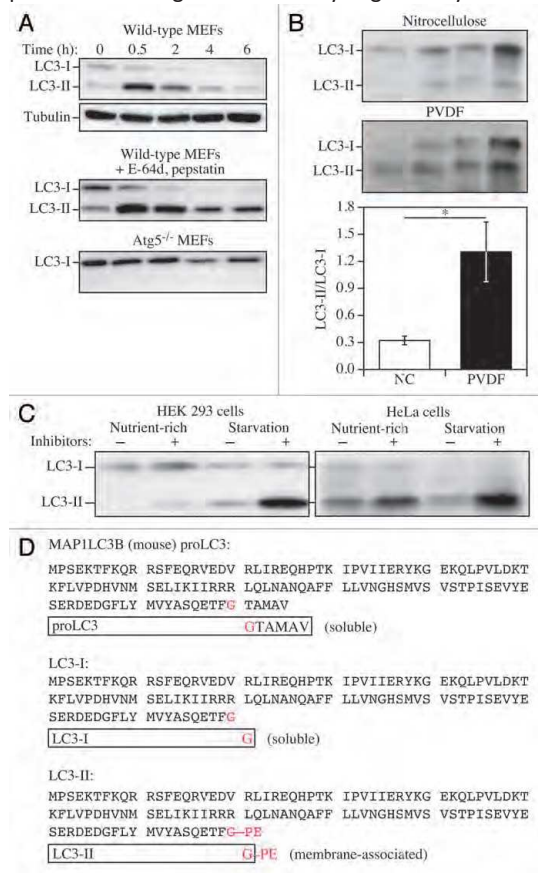 A
Wild-type MEFs
Time (h): 0 0.5 2 4 6
LC3-I
LC3-II
Tubulin
Wild-type MEFs
+ E-64d, pepstatin
LC3-I
LC3-II
Atg5-/- MEFs
LC3-I
B
Nitrocellulose
LC3-I
LC3-II
PVDF
LC3-I
LC3-II
*
LC3-II/LC3-I
1.8
1.5
1.2
0.9
0.6
0.3
0.0
NC PVDF
C
HEK 293 cells HeLa cells
Nutrient-rich Starvation Nutrient-rich Starvation
Inhibitors: – + – + – + – +
LC3-I
LC3-II
D MAP1LC3B (mouse) proLC3:
MPSEKTFKQR RSFEQRVEDV RLIREQHPTK IPVIIERYKG EKQLPVLDKT
KFLVPDHVNM SELIKIIRRR LQLNANQAFF LLVNGHSMVS VSTPISEVYE
SERDEDGFLY MVYASQETFG TAMAV
proLC3 GTAMAV (soluble)
LC3-I:
MPSEKTFKQR RSFEQRVEDV RLIREQHPTK IPVIIERYKG EKQLPVLDKT
KFLVPDHVNM SELIKIIRRR LQLNANQAFF LLVNGHSMVS VSTPISEVYE
SERDEDGFLY MVYASQETFG
LC3-I G (soluble)
LC3-II:
MPSEKTFKQR RSFEQRVEDV RLIREQHPTK IPVIIERYKG EKQLPVLDKT
KFLVPDHVNM SELIKIIRRR LQLNANQAFF LLVNGHSMVS VSTPISEVYE
SERDEDGFLY MVYASQETFG–PE
LC3-II G-PE (membrane-associated)